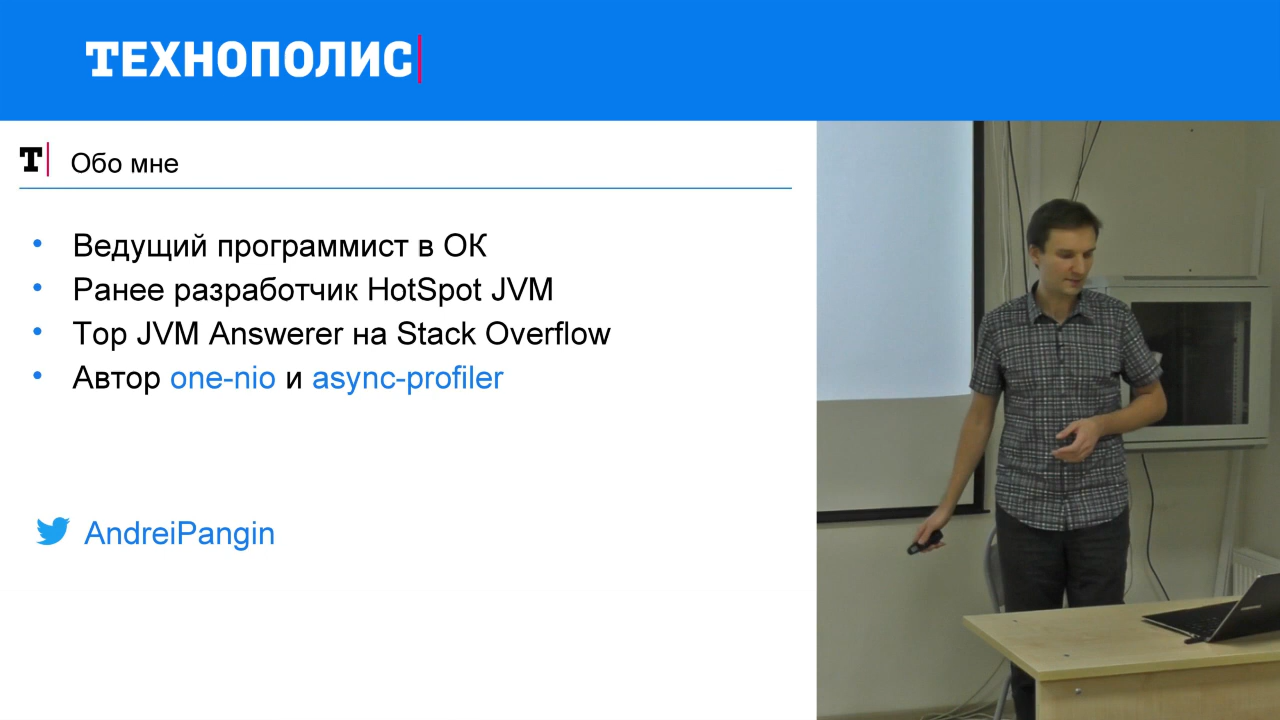 ТЕХНОПОЛИС
Т Обо мне
• Ведущий программист в ОК
• Ранее разработчик HotSpot JVM
• Top JVM Answerer на Stack Overflow
• Автор one-nio и async-profiler
AndreiPangin